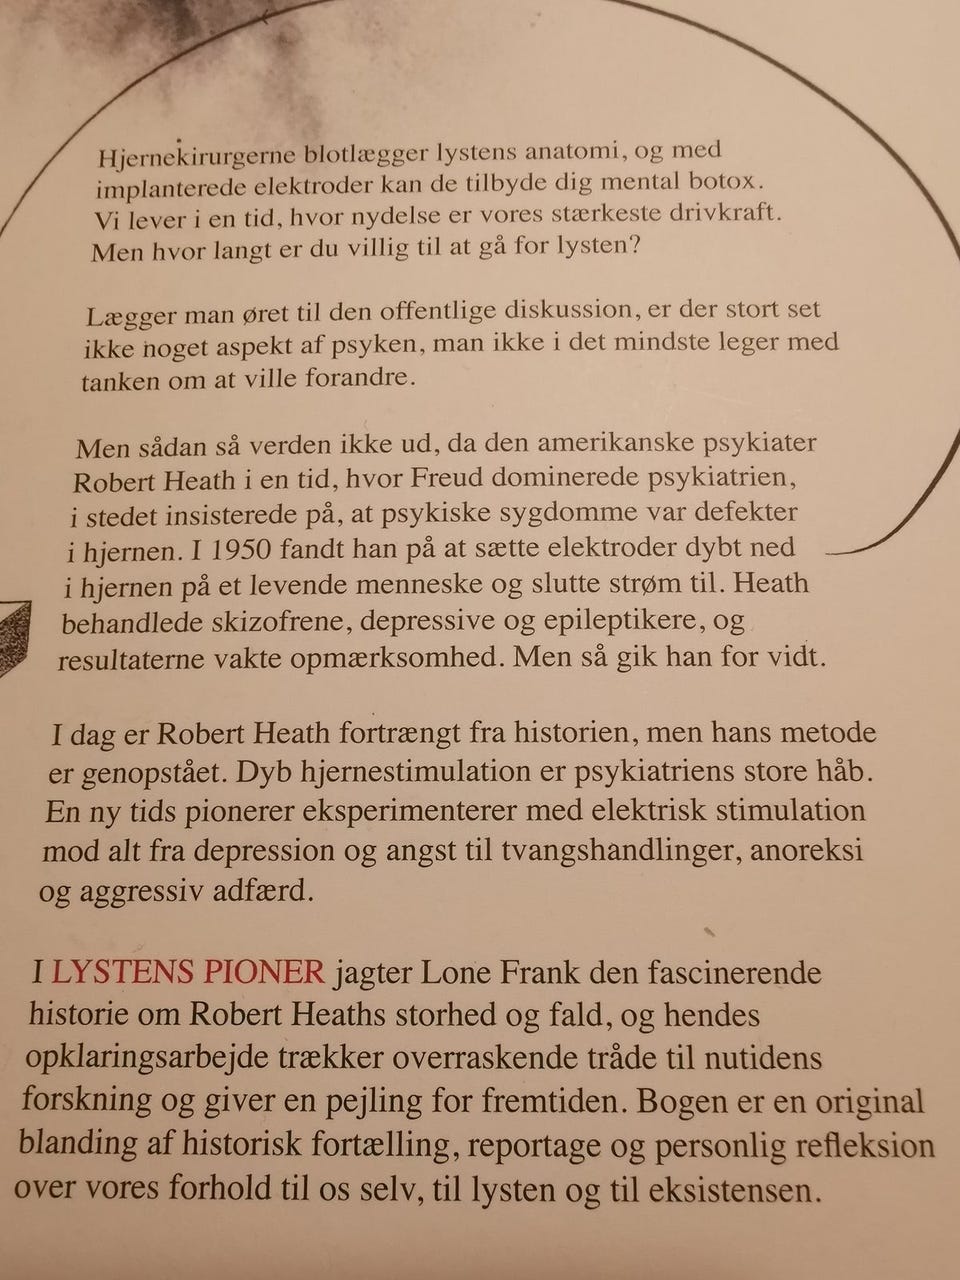 Hjernekirurgerne blotlægger lystens anatomi, og med
implanterede elektroder kan de tilbyde dig mental botox.
Vi lever i en tid, hvor nydelse er vores stærkeste drivkraft.
Men hvor langt er du villig til at gå for lysten?
Lægger man øret til den offentlige diskussion, er der stort set
ikke noget aspekt af psyken, man ikke i det mindste leger med
tanken om at ville forandre.
Men sådan så verden ikke ud, da den amerikanske psykiater
Robert Heath i en tid, hvor Freud dominerede psykiatrien,
i stedet insisterede på, at psykiske sygdomme var defekter
i hjernen. I 1950 fandt han på at sætte elektroder dybt ned
i hjernen på et levende menneske og slutte strøm til. Heath
behandlede skizofrene, depressive og epileptikere, og
resultaterne vakte opmærksomhed. Men så gik han for vidt.
I dag er Robert Heath fortrængt fra historien, men hans metode
er genopstået. Dyb hjernestimulation er psykiatriens store håb.
En ny tids pionerer eksperimenterer med elektrisk stimulation
mod alt fra depression og angst til tvangshandlinger, anoreksi
og aggressiv adfærd.
I LYSTENS PIONER jagter Lone Frank den fascinerende
historie om Robert Heaths storhed og fald, og hendes
opklaringsarbejde trækker overraskende tråde til nutidens
forskning og giver en pejling for fremtiden. Bogen er en original
blanding af historisk fortælling, reportage og personlig refleksion
over vores forhold til os selv, til lysten og til eksistensen.